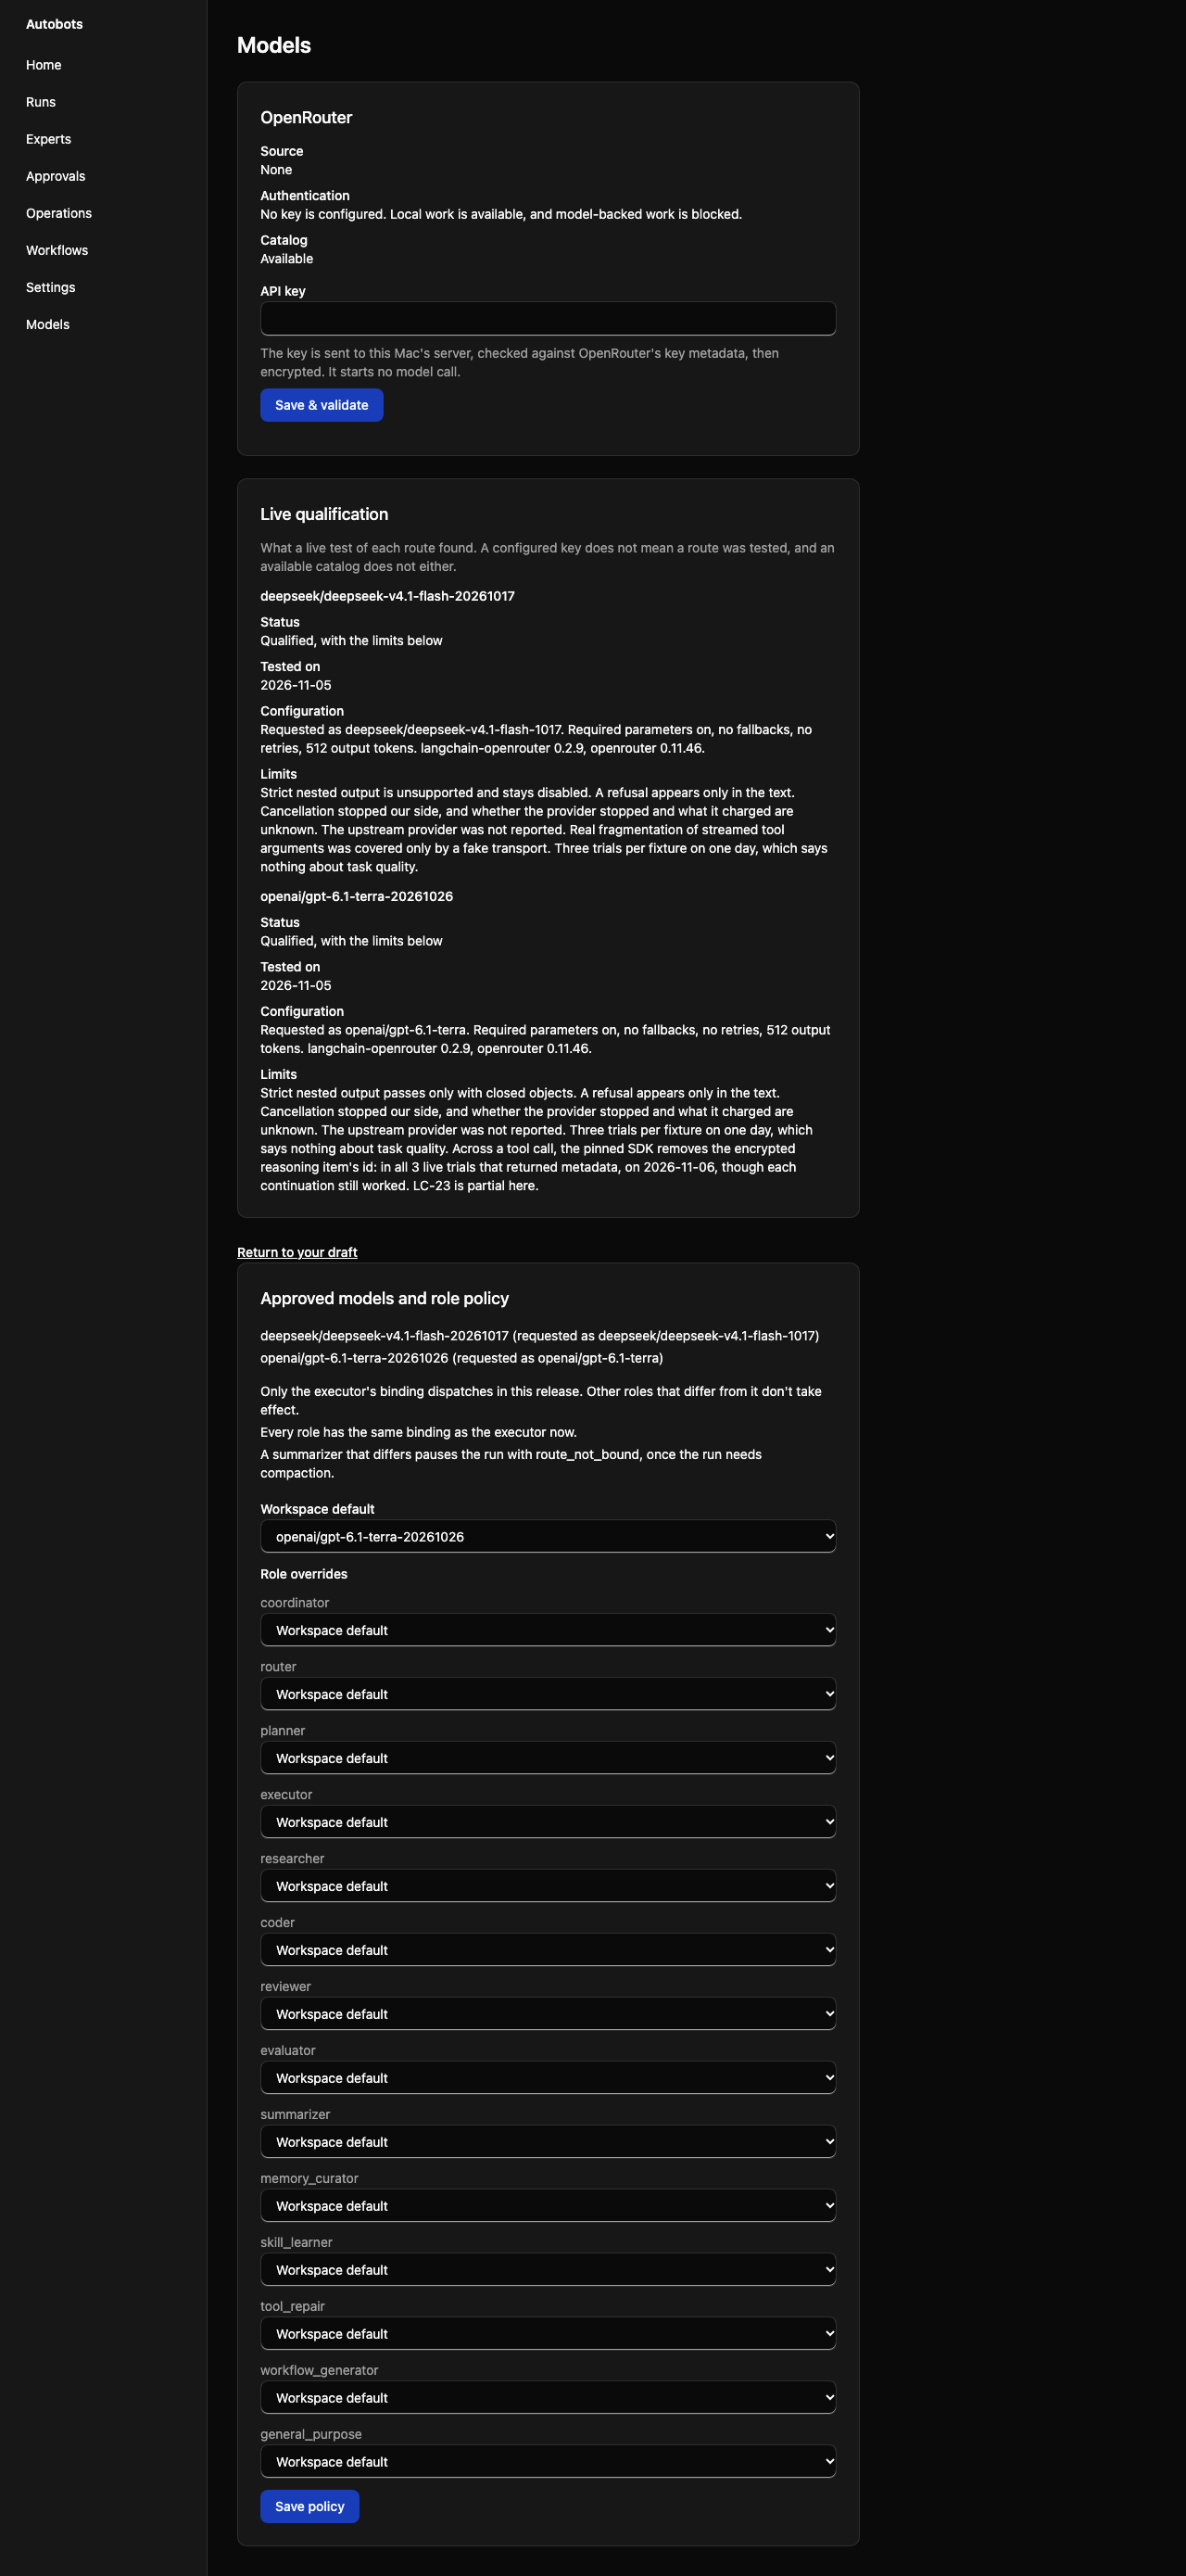 Autobots
Home
Runs
Experts
Approvals
Operations
Workflows
Settings
Models
Models
OpenRouter
Source
None
Authentication
No key is configured. Local work is available, and model-backed work is blocked.
Catalog
Available
API key
The key is sent to this Mac's server, checked against OpenRouter's key metadata, then
encrypted. It starts no model call.
Save & validate
Live qualification
What a live test of each route found. A configured key does not mean a route was tested, and an
available catalog does not either.
deepseek/deepseek-v4.1-flash-20261017
Status
Qualified, with the limits below
Tested on
2026-11-05
Configuration
Requested as deepseek/deepseek-v4.1-flash-1017. Required parameters on, no fallbacks, no
retries, 512 output tokens. langchain-openrouter 0.2.9, openrouter 0.11.46.
Limits
Strict nested output is unsupported and stays disabled. A refusal appears only in the text.
Cancellation stopped our side, and whether the provider stopped and what it charged are
unknown. The upstream provider was not reported. Real fragmentation of streamed tool
arguments was covered only by a fake transport. Three trials per fixture on one day, which says
nothing about task quality.
openai/gpt-6.1-terra-20261026
Status
Qualified, with the limits below
Tested on
2026-11-05
Configuration
Requested as openai/gpt-6.1-terra. Required parameters on, no fallbacks, no retries, 512 output
tokens. langchain-openrouter 0.2.9, openrouter 0.11.46.
Limits
Strict nested output passes only with closed objects. A refusal appears only in the text.
Cancellation stopped our side, and whether the provider stopped and what it charged are
unknown. The upstream provider was not reported. Three trials per fixture on one day, which
says nothing about task quality. Across a tool call, the pinned SDK removes the encrypted
reasoning item's id: in all 3 live trials that returned metadata, on 2026-11-06, though each
continuation still worked. LC-23 is partial here.
Return to your draft
Approved models and role policy
deepseek/deepseek-v4.1-flash-20261017 (requested as deepseek/deepseek-v4.1-flash-1017)
openai/gpt-6.1-terra-20261026 (requested as openai/gpt-6.1-terra)
Only the executor's binding dispatches in this release. Other roles that differ from it don't take
effect.
Every role has the same binding as the executor now.
A summarizer that differs pauses the run with route_not_bound, once the run needs
compaction.
Workspace default
openai/gpt-6.1-terra-20261026
Role overrides
coordinator
Workspace default
router
Workspace default
planner
Workspace default
executor
Workspace default
researcher
Workspace default
coder
Workspace default
reviewer
Workspace default
evaluator
Workspace default
summarizer
Workspace default
memory_curator
Workspace default
skill_learner
Workspace default
tool_repair
Workspace default
workflow_generator
Workspace default
general_purpose
Workspace default
Save policy